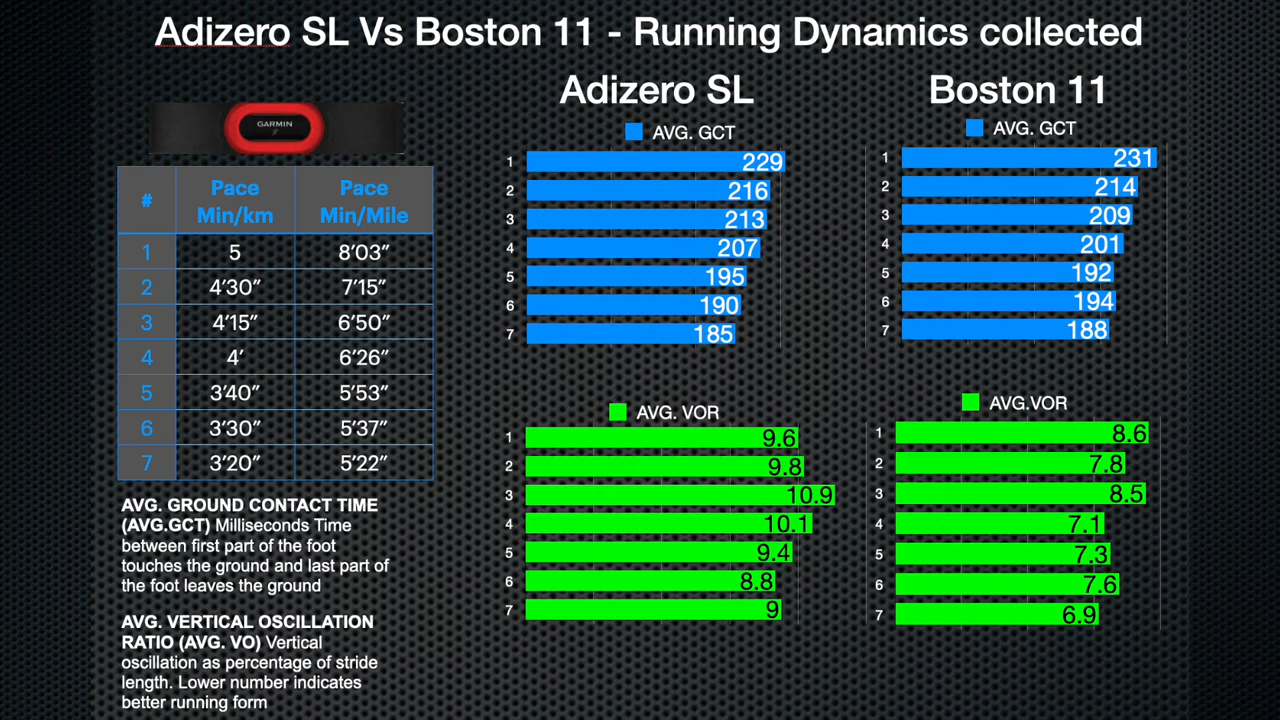 Adizero SL Vs Boston 11 - Running Dynamics collected
GARMIN
# Pace Min/km Pace Min/Mile
1 5 8’03”
2 4’30” 7’15”
3 4’15” 6’50”
4 4’ 6’26”
5 3’40” 5’53”
6 3’30” 5’37”
7 3’20” 5’22”
AVG. GROUND CONTACT TIME
(AVG.GCT) Milliseconds Time
between first part of the foot
touches the ground and last part of
the foot leaves the ground
AVG. VERTICAL OSCILLATION
RATIO (AVG. VO) Vertical
oscillation as percentage of stride
length. Lower number indicates
better running form
Adizero SL
AVG. GCT
1 229
2 216
3 213
4 207
5 195
6 190
7 185
AVG. VOR
1 9.6
2 9.8
3 10.9
4 10.1
5 9.4
6 8.8
7 9
Boston 11
AVG. GCT
1 231
2 214
3 209
4 201
5 192
6 194
7 188
AVG.VOR
1 8.6
2 7.8
3 8.5
4 7.1
5 7.3
6 7.6
7 6.9